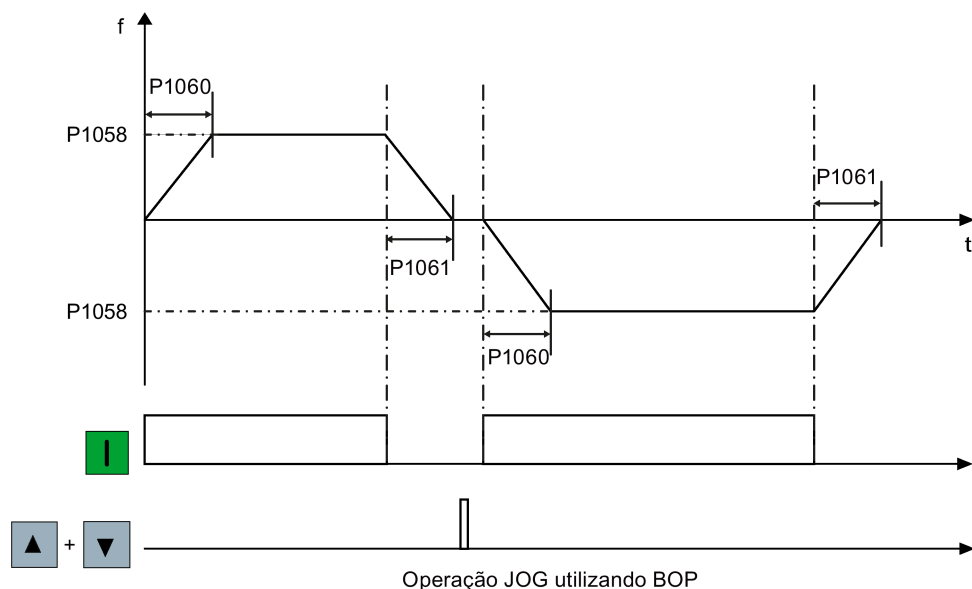 f
P1060
P1058
P1061
t
P1061
P1058
P1060
I
+
Operação JOG utilizando BOP